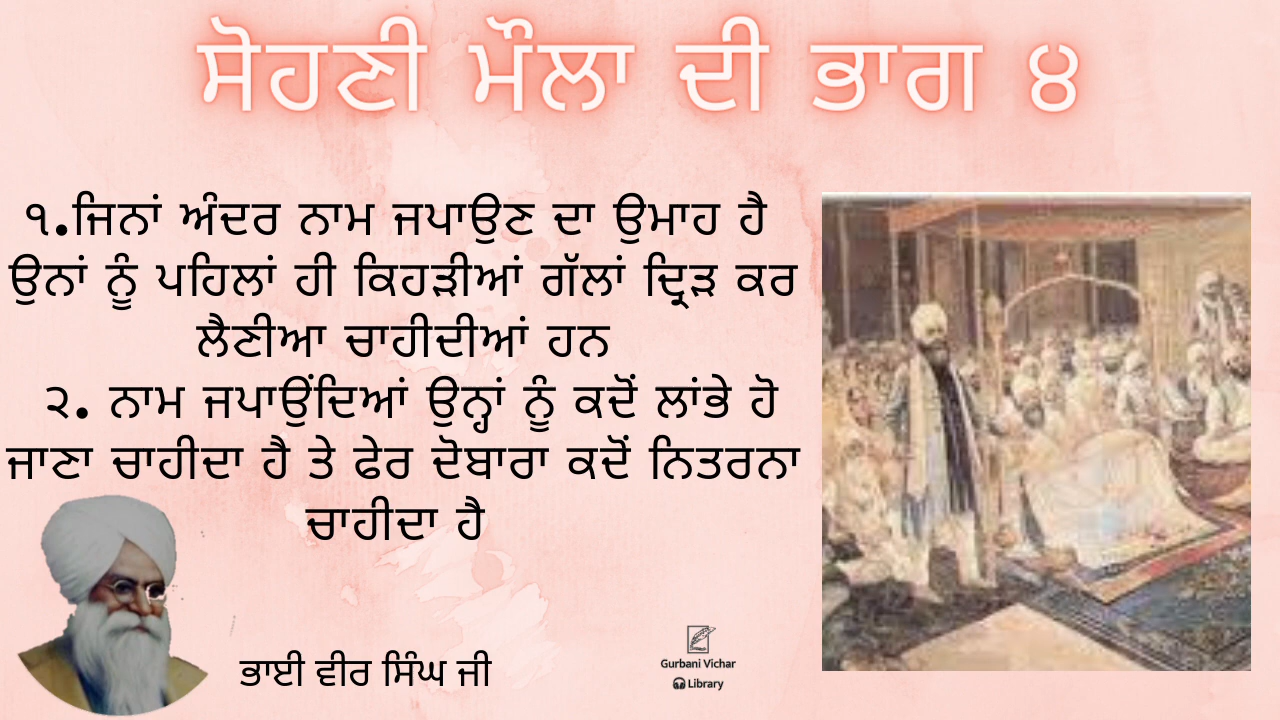 ਸੋਹਣੀ ਮੌਲਾ ਦੀ ਭਾਗ ੪
੧.ਜਿਨਾਂ ਅੰਦਰ ਨਾਮ ਜਪਾਉਣ ਦਾ ਉਮਾਹ ਹੈ
ਉਨਾਂ ਨੂੰ ਪਹਿਲਾਂ ਹੀ ਕਿਹੜੀਆਂ ਗੱਲਾਂ ਦ੍ਰਿੜ ਕਰ
ਲੈਣੀਆ ਚਾਹੀਦੀਆਂ ਹਨ
੨. ਨਾਮ ਜਪਾਉਂਦਿਆਂ ਉਨ੍ਹਾਂ ਨੂੰ ਕਦੋਂ ਲਾਂਭੇ ਹੋ
ਜਾਣਾ ਚਾਹੀਦਾ ਹੈ ਤੇ ਫੇਰ ਦੋਬਾਰਾ ਕਦੋਂ ਨਿਤਰਨਾ
ਚਾਹੀਦਾ ਹੈ
ਭਾਈ ਵੀਰ ਸਿੰਘ ਜੀ
Gurbani Vichar
Library